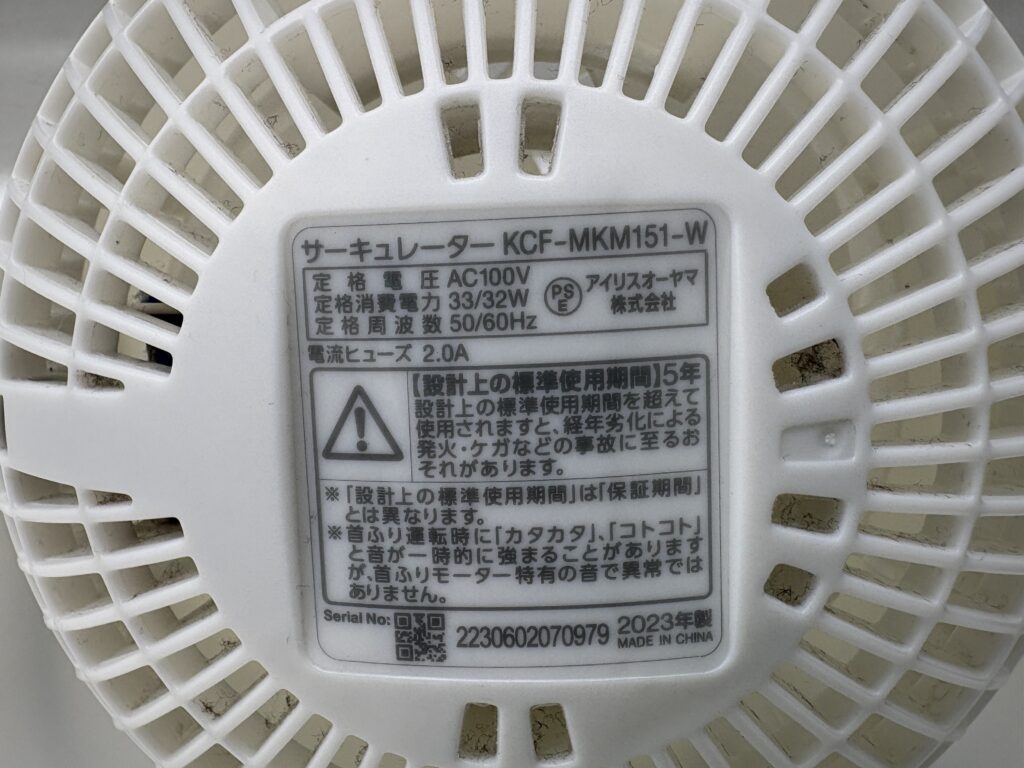 サーキュレーター KCF-MKM151-W
定格電圧 AC100V
定格消費電力 33/32W
定格周波数 50/60Hz
PS
E
アイリスオーヤマ
株式会社
電流ヒューズ 2.0A
【設計上の標準使用期間】5年
設計上の標準使用期間を超えて
使用されますと、経年劣化による
発火・ケガなどの事故に至るお
それがあります。
※「設計上の標準使用期間」は「保証期間」
とは異なります。
※首ふり運転時に「カタカタ」、「コトコト」
と音が一時的に強まることがあります
が、首ふりモーター特有の音で異常では
ありません。
Serial No:
2230602070979
2023年製
MADE IN CHINA